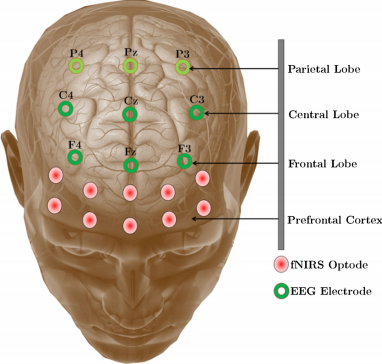 P4 Pz P3
Parietal Lobe
C4 Cz C3
Central Lobe
F4 Fz F3
Frontal Lobe
Prefrontal Cortex
fNIRS Optode
EEG Electrode